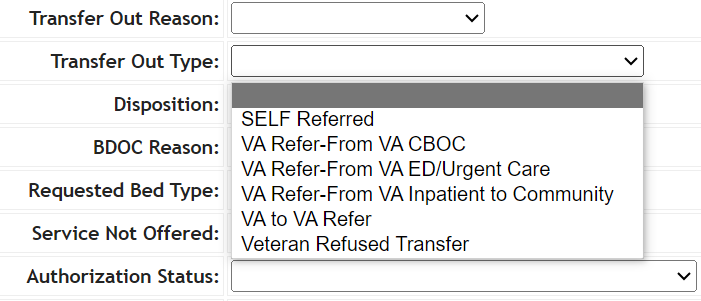 Transfer Out Reason:
Transfer Out Type:
Disposition:
SELF Referred
VA Refer-From VA CBOC
VA Refer-From VA ED/Urgent Care
VA Refer-From VA Inpatient to Community
VA to VA Refer
Veteran Refused Transfer
BDOC Reason:
Requested Bed Type:
Service Not Offered:
Authorization Status: